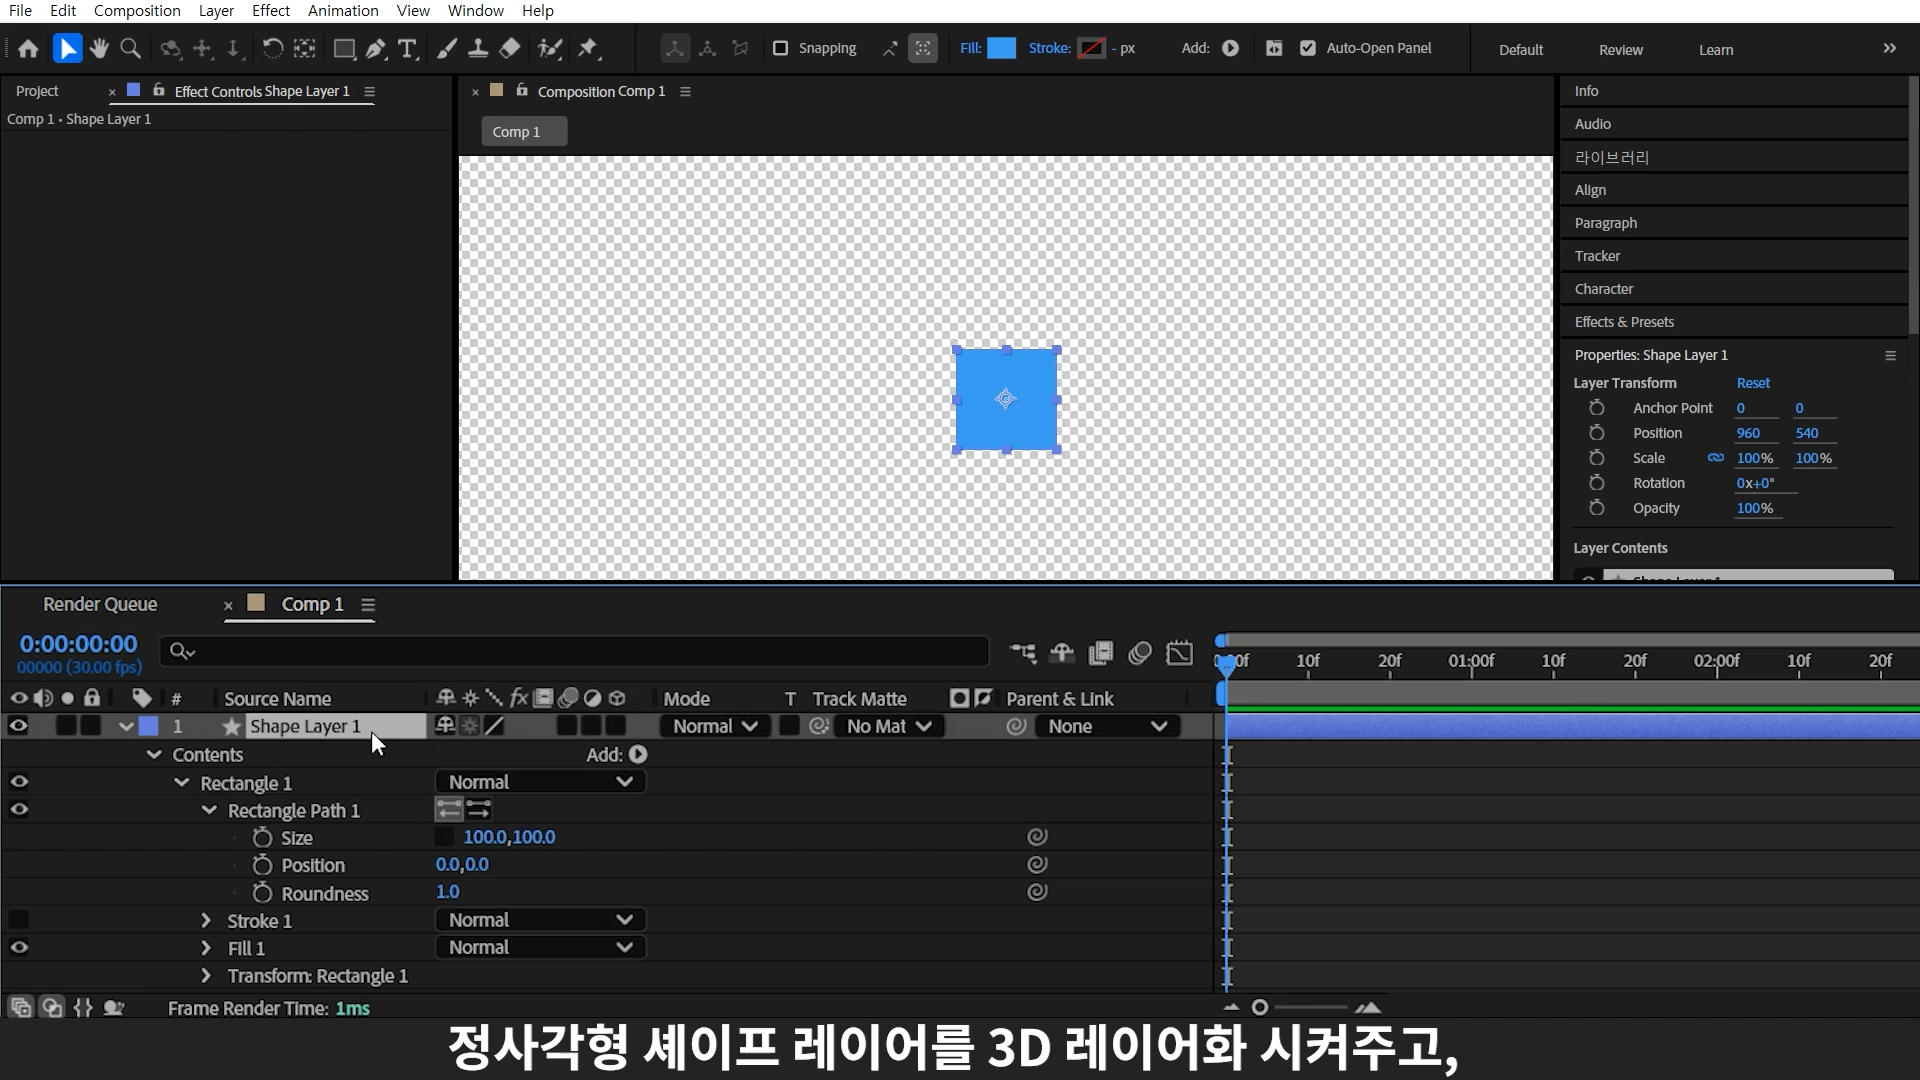 File Edit Composition Layer Effect Animation View Window Help
Snapping Fill: Stroke: - px Add: Auto-Open Panel Default Review Learn
Project × Effect Controls Shape Layer 1
Comp 1 • Shape Layer 1
× Composition Comp 1
Comp 1
Info
Audio
라이브러리
Align
Paragraph
Tracker
Character
Effects & Presets
Properties: Shape Layer 1
Layer Transform Reset
Anchor Point 0 0
Position 960 540
Scale 100% 100%
Rotation 0x+0°
Opacity 100%
Layer Contents
Render Queue × Comp 1
0:00:00:00
00000 (30.00 fps)
10f 20f 01:00f 10f 20f 02:00f 10f 20f
# Source Name fx Mode T Track Matte Parent & Link
1 Shape Layer 1 Normal No Mat None
Contents Add:
Rectangle 1 Normal
Rectangle Path 1
Size 100.0,100.0
Position 0.0,0.0
Roundness 1.0
Stroke 1 Normal
Fill 1 Normal
Transform: Rectangle 1
Frame Render Time: 1ms
정사각형 셰이프 레이어를 3D 레이어화 시켜주고,